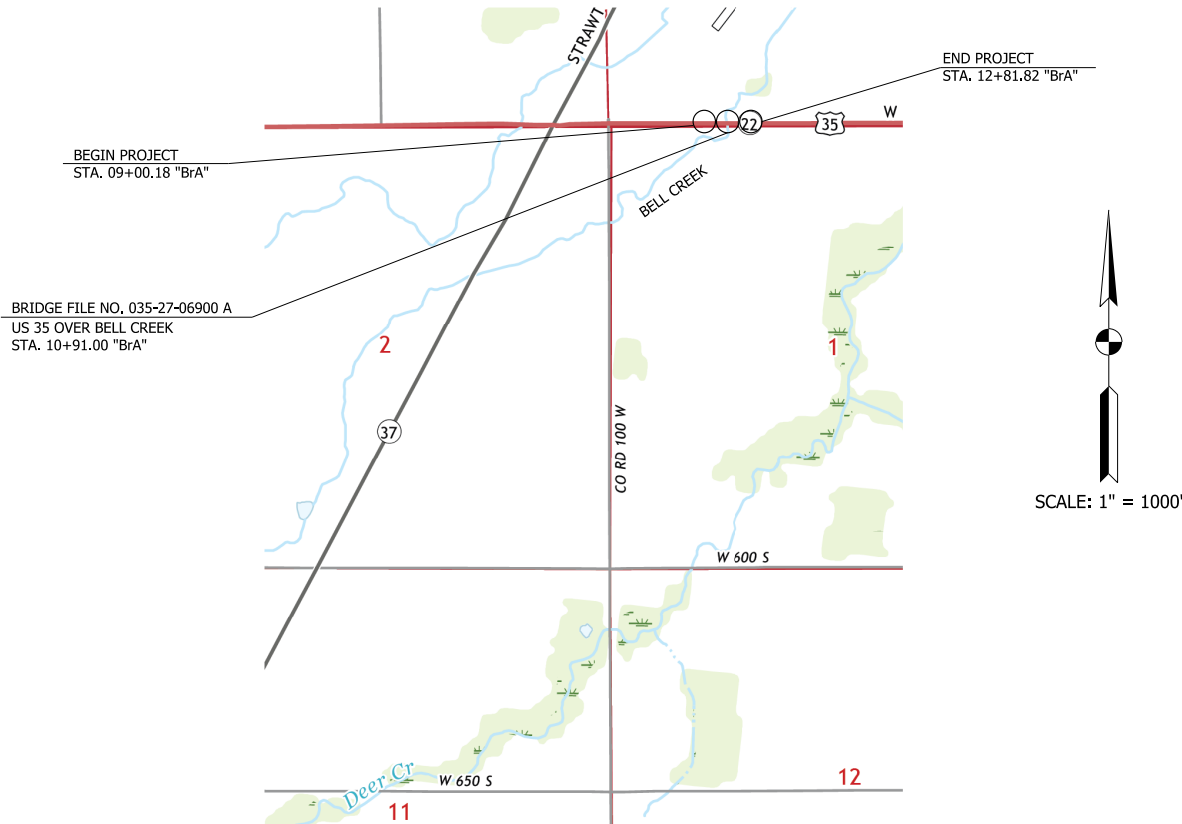 STRAWT
END PROJECT
STA. 12+81.82 "BrA"
W
22
35
BEGIN PROJECT
STA. 09+00.18 "BrA"
BELL CREEK
BRIDGE FILE NO. 035-27-06900 A
US 35 OVER BELL CREEK
STA. 10+91.00 "BrA"
2
1
37
CO RD 100 W
SCALE: 1" = 1000'
W 600 S
Deer Cr
W 650 S
12
11